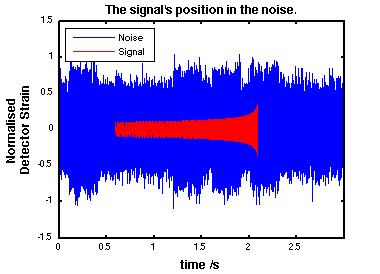 The signal's position in the noise.
1.5
Noise
Signal
1
0.5
0
-0.5
-1
-1.5
Normalised
Detector Strain
0 0.5 1 1.5 2 2.5
time /s